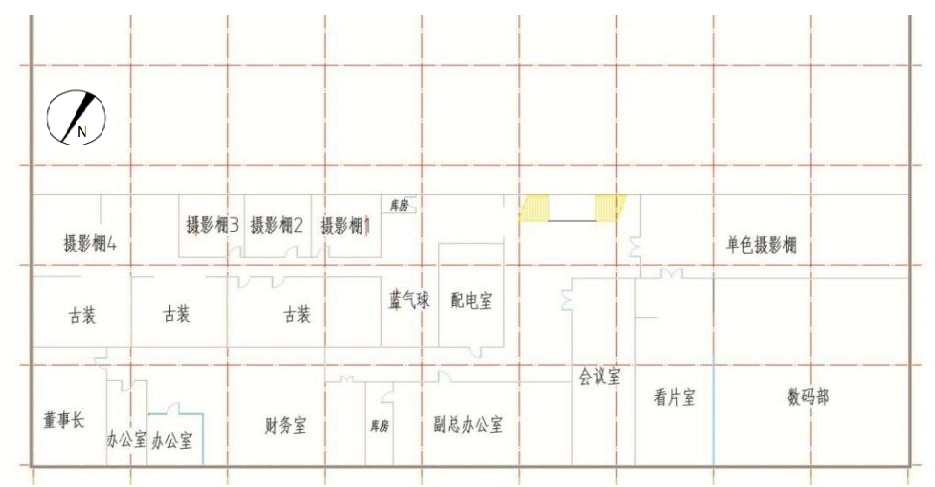 N
库房
摄影棚3
摄影棚2
摄影棚1
摄影棚4
单色摄影棚
蓝气球
配电室
古装
古装
古装
会议室
看片室
数码部
董事长
办公室
办公室
财务室
库房
副总办公室